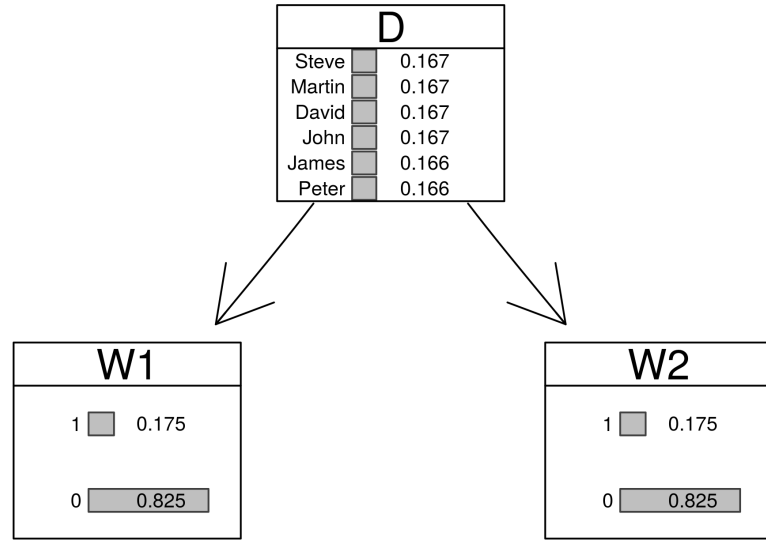 D
Steve 0.167
Martin 0.167
David 0.167
John 0.167
James 0.166
Peter 0.166
W1
1 0.175
0 0.825
W2
1 0.175
0 0.825